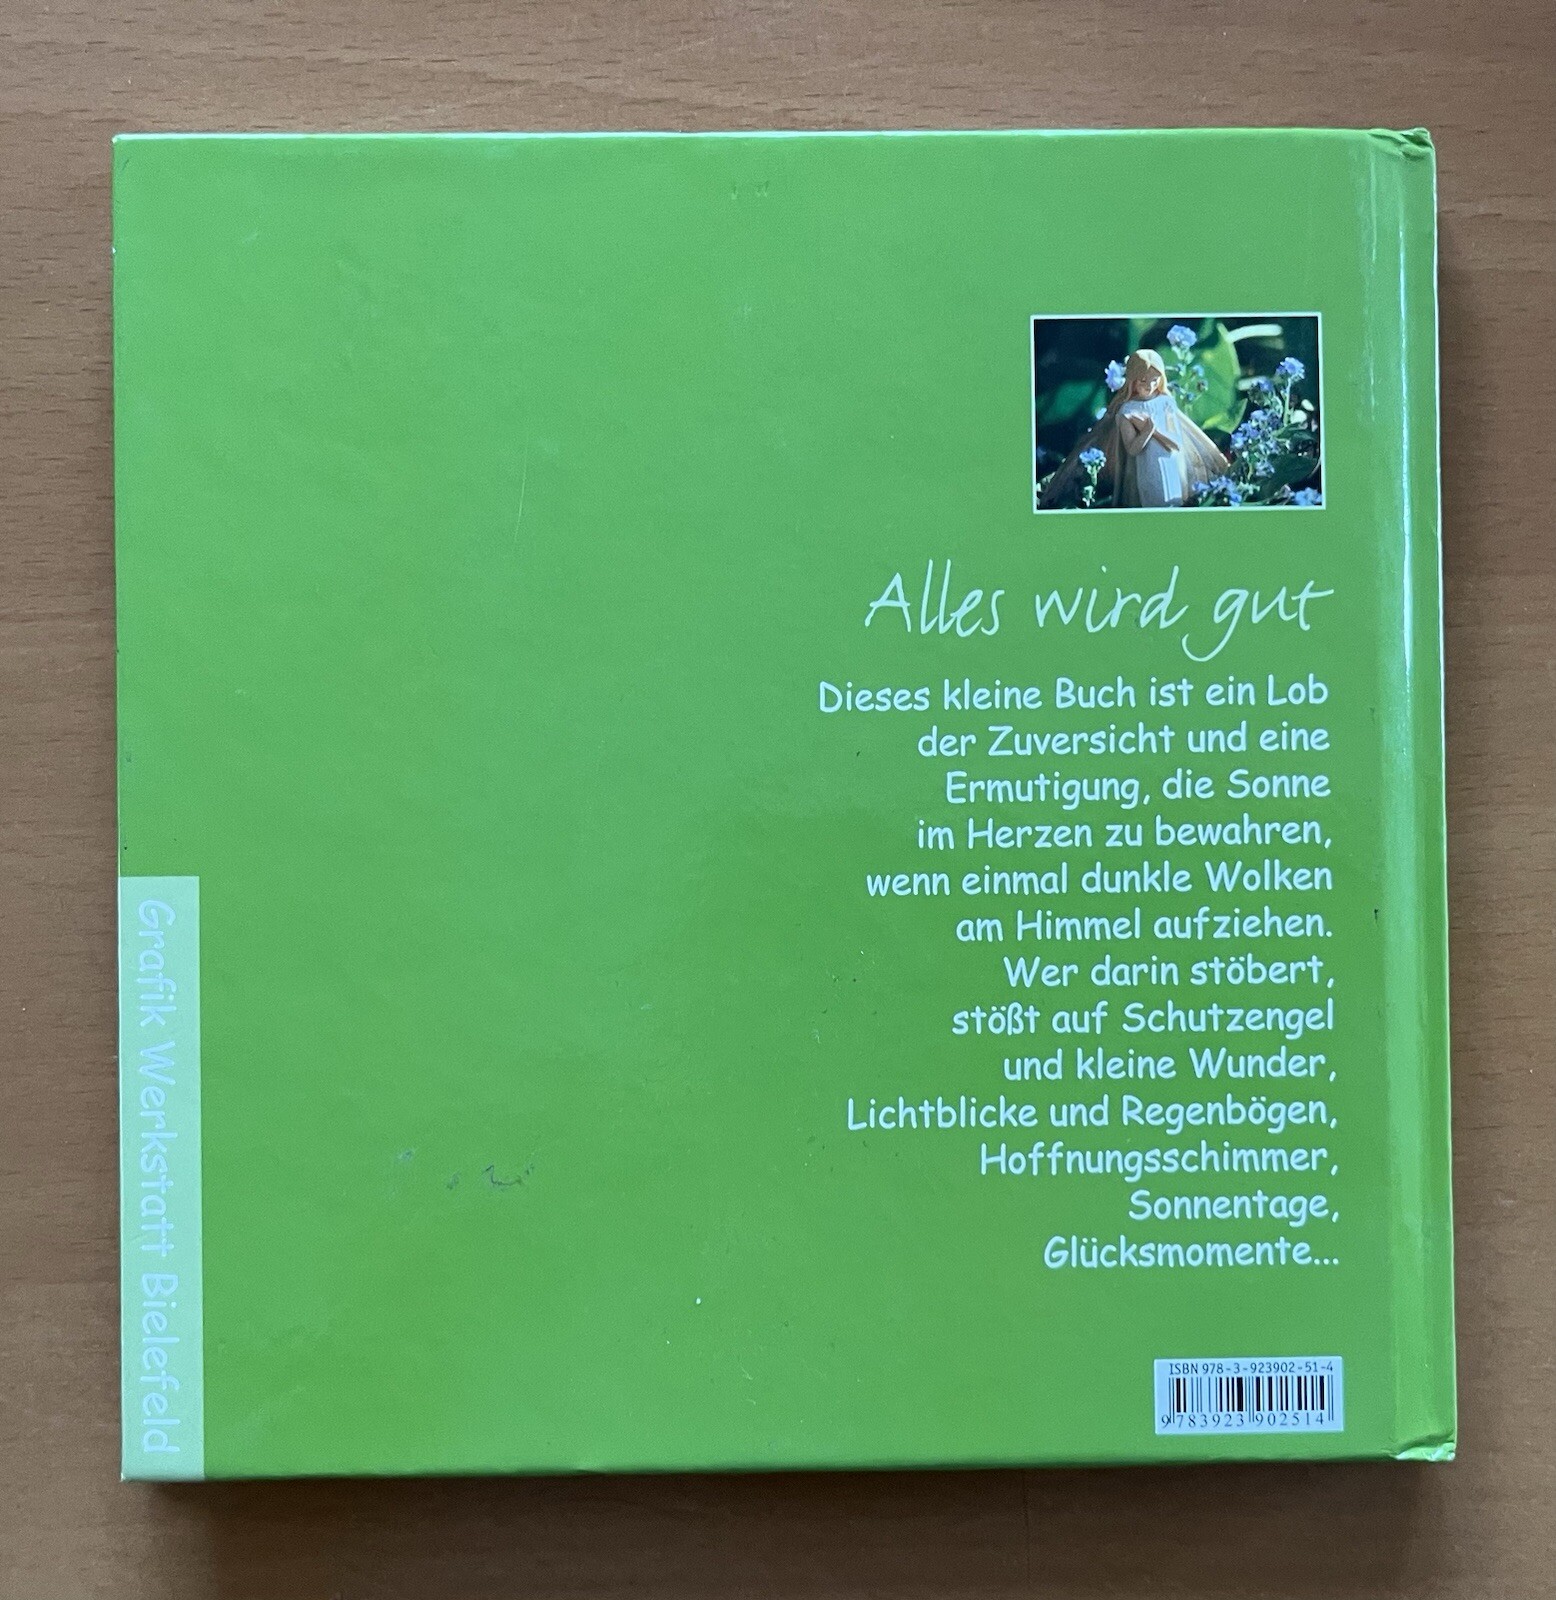 Alles wird gut
Dieses kleine Buch ist ein Lob
der Zuversicht und eine
Ermutigung, die Sonne
im Herzen zu bewahren,
wenn einmal dunkle Wolken
am Himmel aufziehen.
Wer darin stöbert,
stößt auf Schutzengel
und kleine Wunder,
Lichtblicke und Regenbögen,
Hoffnungsschimmer,
Sonnentage,
Glücksmomente...
Grafik Werkstatt Bielefeld
ISBN 978-3-923902-51-4
9 783923 902514